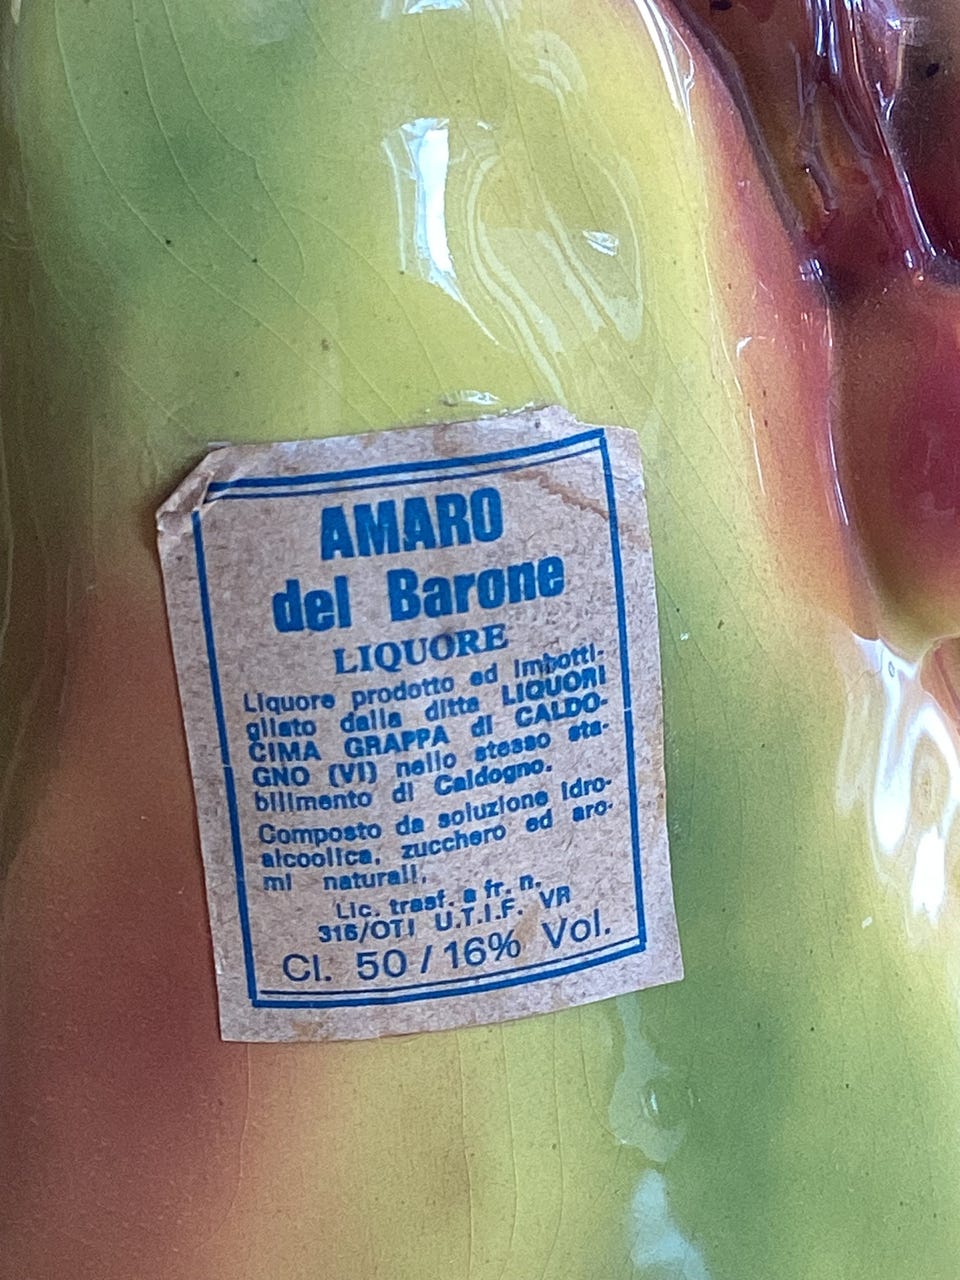 AMARO
del Barone
LIQUORE
Liquore prodotto ed imbotti-
gliato dalla ditta LIQUORI
CIMA GRAPPA di CALDO-
GNO (VI) nello stesso sta-
bilimento di Caldogno.
Composto da soluzione idro-
alcoolica, zucchero ed aro-
mi naturali.
Lic. trasf. a fr. n.
316/OTI U.T.I.F. VR
Cl. 50 / 16% Vol.